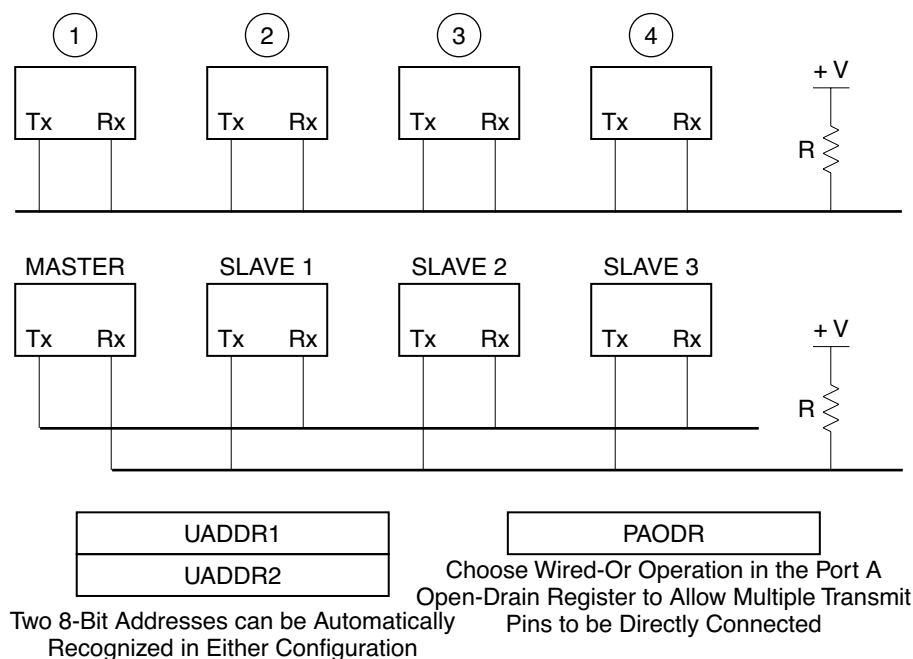 1 2 3 4
+ V
Tx Rx Tx Rx Tx Rx Tx Rx
R
MASTER SLAVE 1 SLAVE 2 SLAVE 3
+ V
Tx Rx Tx Rx Tx Rx Tx Rx
R
UADDR1
UADDR2
Two 8-Bit Addresses can be Automatically
Recognized in Either Configuration
PAODR
Choose Wired-Or Operation in the Port A
Open-Drain Register to Allow Multiple Transmit
Pins to be Directly Connected